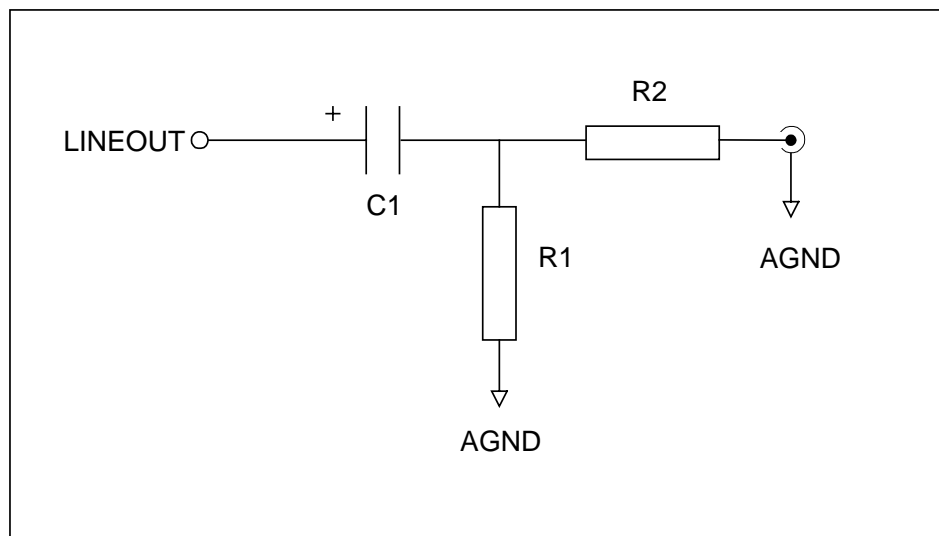 R2
+
LINEOUT
C1
R1
AGND
AGND